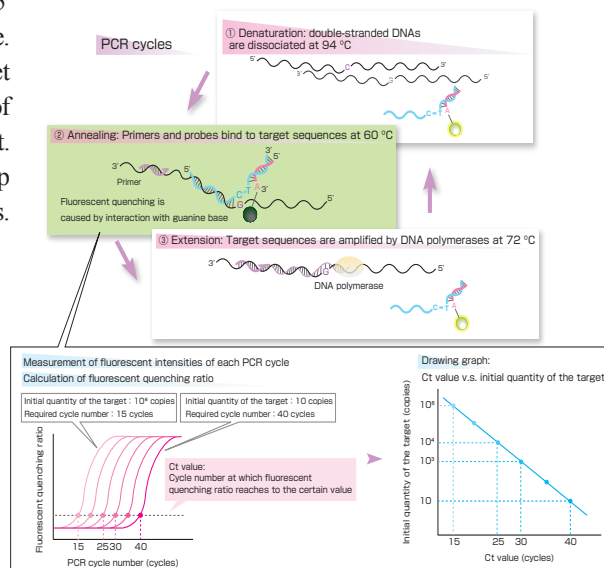 e.
et
of
t.
p
s.
PCR cycles
① Denaturation: double-stranded DNAs
are dissociated at 94 ℃
5’
3’
C
3’
G
5’
C=T A
② Annealing: Primers and probes bind to target sequences at 60 ℃
3’
5’
3’
5’
Primer
C T A
G
3’
5’
Fluorescent quenching is
caused by interaction with guanine base
③ Extension: Target sequences are amplified by DNA polymerases at 72 ℃
3’
G
5’
DNA polymerase
C=T A
Measurement of fluorescent intensities of each PCR cycle
Calculation of fluorescent quenching ratio
Initial quantity of the target : 10⁶ copies
Required cycle number : 15 cycles
Initial quantity of the target : 10 copies
Required cycle number : 40 cycles
Fluorescent quenching ratio
Ct value:
Cycle number at which fluorescent
quenching ratio reaches to the certain value
15 25 30 40
PCR cycle number (cycles)
Drawing graph:
Ct value v.s. initial quantity of the target
Initial quantity of the target (copies)
10⁶
10⁴
10³
10
15 25 30 40
Ct value (cycles)